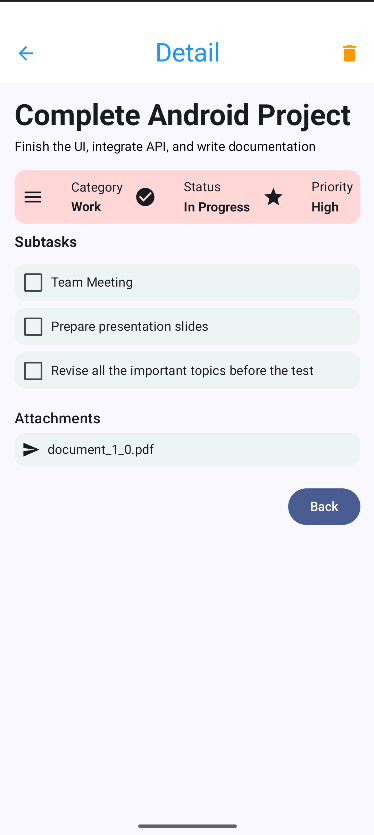 Detail
Complete Android Project
Finish the UI, integrate API, and write documentation
Category Status Priority
Work In Progress High
Subtasks
Team Meeting
Prepare presentation slides
Revise all the important topics before the test
Attachments
document_1_0.pdf
Back